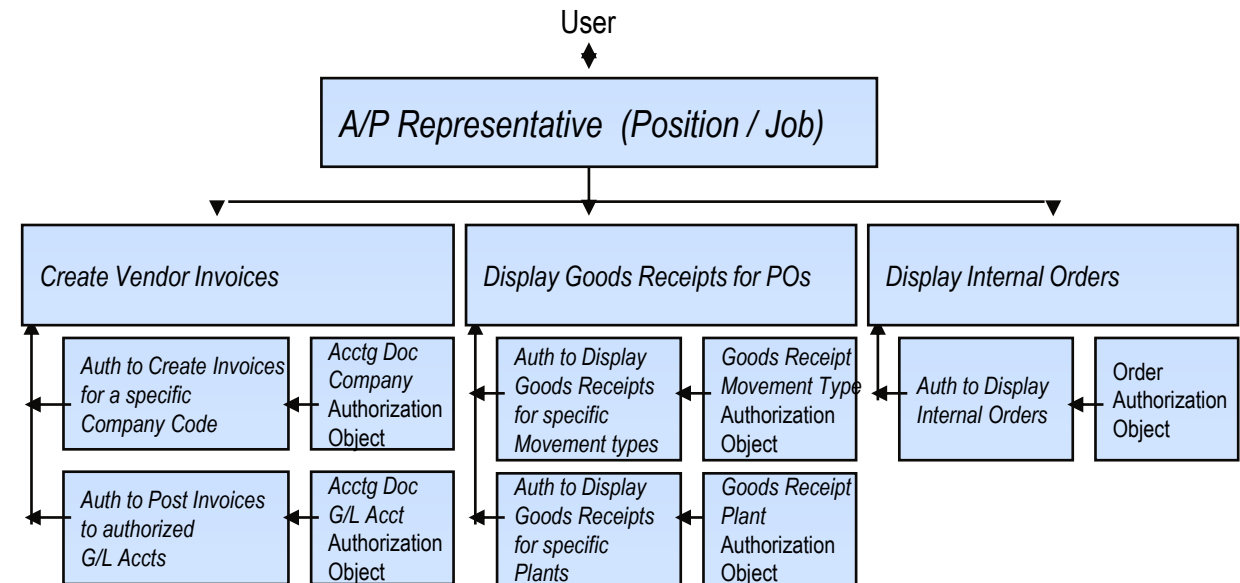 User
A/P Representative (Position / Job)
Create Vendor Invoices
Display Goods Receipts for POs
Display Internal Orders
Auth to Create Invoices
for a specific
Company Code
Acctg Doc
Company
Authorization
Object
Auth to Display
Goods Receipts
for specific
Movement types
Goods Receipt
Movement Type
Authorization
Object
Auth to Display
Internal Orders
Order
Authorization
Object
Auth to Post Invoices
to authorized
G/L Accts
Acctg Doc
G/L Acct
Authorization
Object
Auth to Display
Goods Receipts
for specific
Plants
Goods Receipt
Plant
Authorization
Object